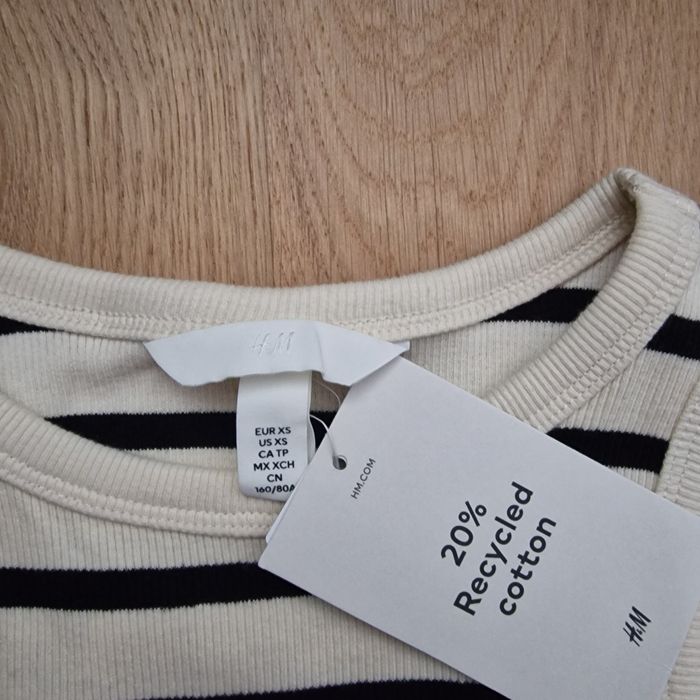 H&M
EUR XS
US XS
CA TP
MX XCH
CN
160/80A
HM.COM
20%
Recycled
cotton
H&M